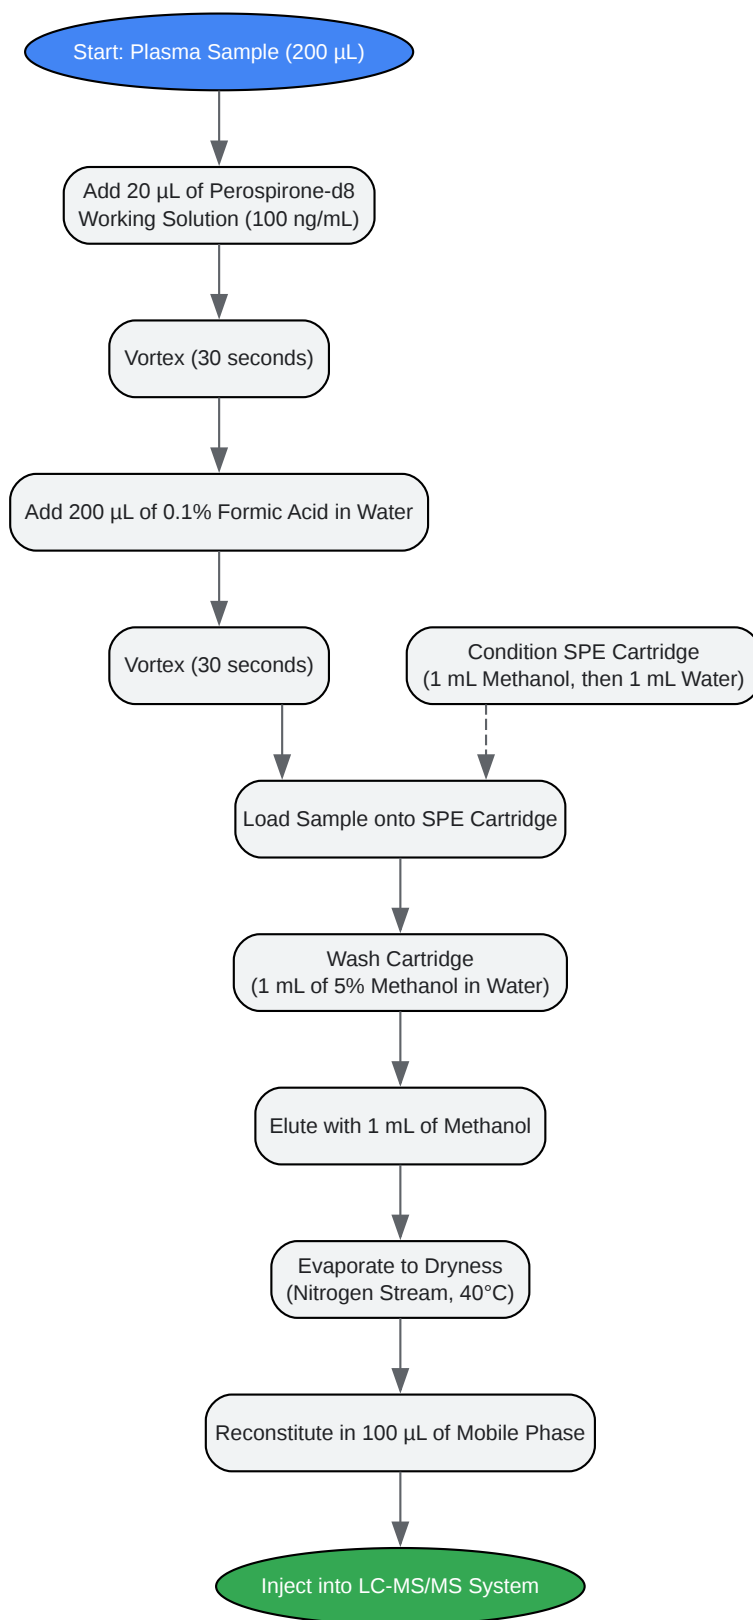 Start: Plasma Sample (200 µL)
Add 20 µL of Perospirone-d8
Working Solution (100 ng/mL)
Vortex (30 seconds)
Add 200 µL of 0.1% Formic Acid in Water
Vortex (30 seconds)
Condition SPE Cartridge
(1 mL Methanol, then 1 mL Water)
Load Sample onto SPE Cartridge
Wash Cartridge
(1 mL of 5% Methanol in Water)
Elute with 1 mL of Methanol
Evaporate to Dryness
(Nitrogen Stream, 40°C)
Reconstitute in 100 µL of Mobile Phase
Inject into LC-MS/MS System